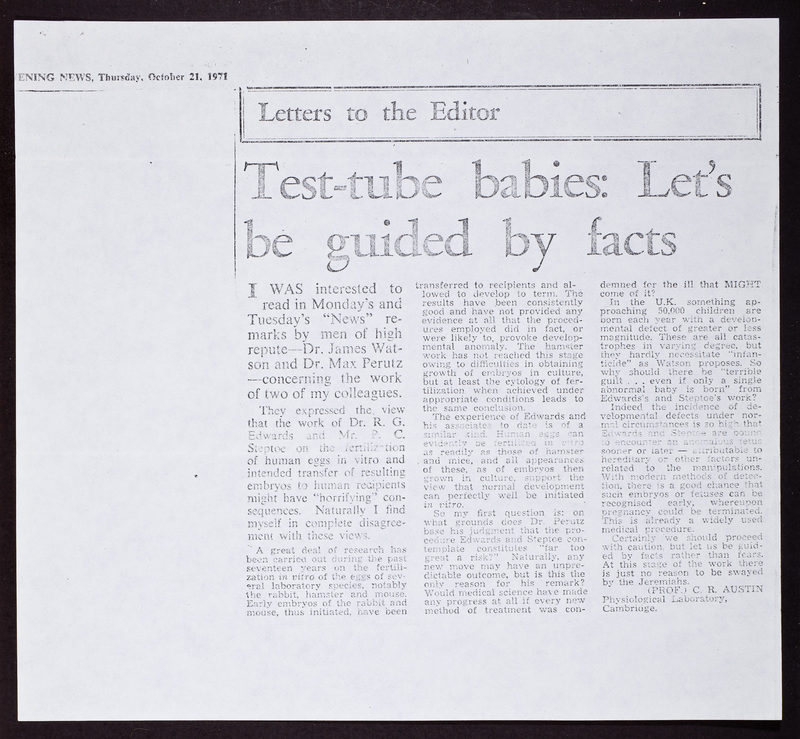 ENING NEWS, Thursday, October 21, 1971
Letters to the Editor
Test-tube babies: Let's
be guided by facts
I WAS interested to
read in Monday's and
Tuesday's "News" re-
marks by men of high
repute—Dr. James Wat-
son and Dr. Max Perutz
—concerning the work
of two of my colleagues.
They expressed the view
that the work of Dr. R. G.
Edwards and Mr. P. C.
Steptoe on the fertilization
of human eggs in vitro and
intended transfer of resulting
embryos to human recipients
might have "horrifying" con-
sequences. Naturally I find
myself in complete disagree-
ment with these views.
A great deal of research has
been carried out during the past
seventeen years on the fertili-
zation in vitro of the eggs of sev-
eral laboratory species, notably
the rabbit, hamster and mouse.
Early embryos of the rabbit and
mouse, thus initiated, have been
transferred to recipients and al-
lowed to develop to term. The
results have been consistently
good and have not provided any
evidence at all that the proced-
ures employed did in fact, or
were likely to, provoke develop-
mental anomaly. The hamster
work has not reached this stage
owing to difficulties in obtaining
growth of embryos in culture,
but at least the cytology of fer-
tilization when achieved under
appropriate conditions leads to
the same conclusion.
The experience of Edwards and
his associates to date is of a
similar kind. Human eggs can
evidently be fertilized in vitro
as readily as those of hamster
and mice, and all appearances
of these, as of embryos then
grown in culture, support the
view that normal development
can perfectly well be initiated
in vitro.
So my first question is: on
what grounds does Dr. Perutz
base his judgment that the pro-
cedure Edwards and Steptoe con-
template constitutes "far too
great a risk?" Naturally, any
new move may have an unpre-
dictable outcome, but is this the
only reason for his remark?
Would medical science have made
any progress at all if every new
method of treatment was con-
demned for the ill that MIGHT
come of it?
In the U.K. something ap-
proaching 50,000 children are
born each year with a develop-
mental defect of greater or less
magnitude. These are all catas-
trophes in varying degree, but
they hardly necessitate "infan-
ticide" as Watson proposes. So
why should there be "terrible
guilt . . . even if only a single
abnormal baby is born" from
Edwards's and Steptoe's work?
Indeed the incidence of de-
velopmental defects under nor-
mal circumstances is so high that
Edwards and Steptoe are bound
to encounter an anomalous fetus
sooner or later — attributable to
hereditary or other factors un-
related to the manipulations.
With modern methods of detec-
tion, there is a good chance that
such embryos or fetuses can be
recognised early, whereupon
pregnancy could be terminated.
This is already a widely used
medical procedure.
Certainly we should proceed
with caution but let us be guid-
ed by facts rather than fears.
At this stage of the work there
is just no reason to be swayed
by the Jeremiahs.
(PROF.) C. R. AUSTIN
Physiological Laboratory,
Cambridge.